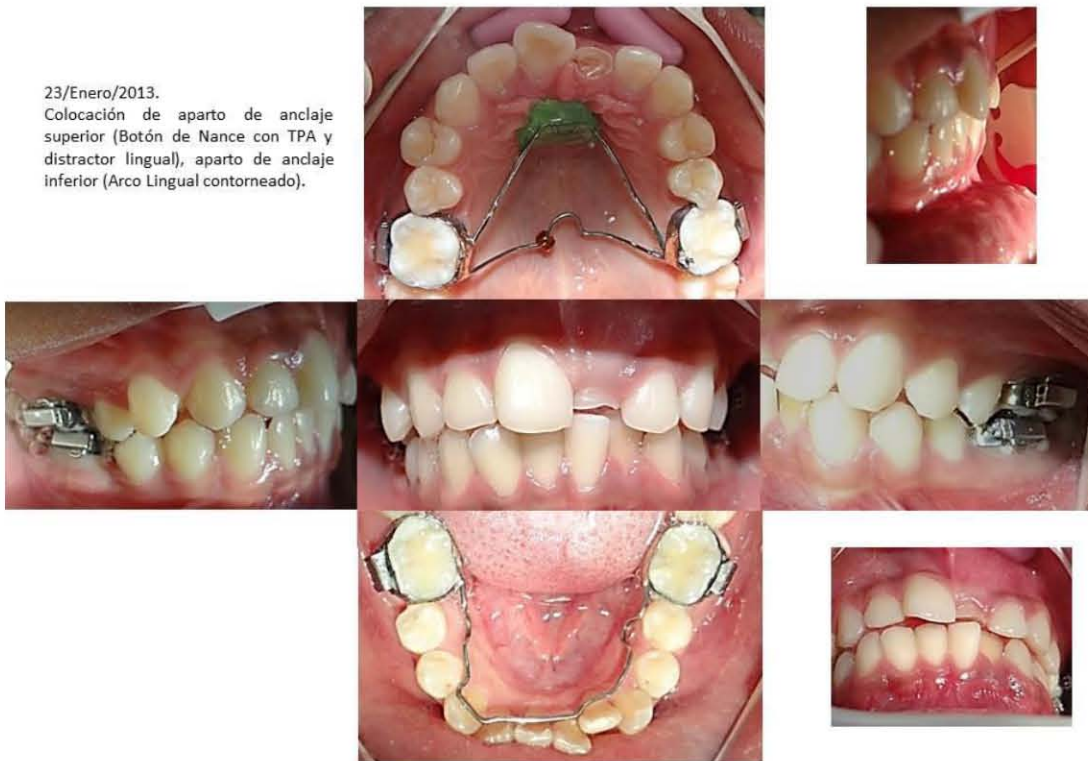 23/Enero/2013.
Colocación de aparto de anclaje
superior (Botón de Nance con TPA y
distractor lingual), aparto de anclaje
inferior (Arco Lingual contorneado).